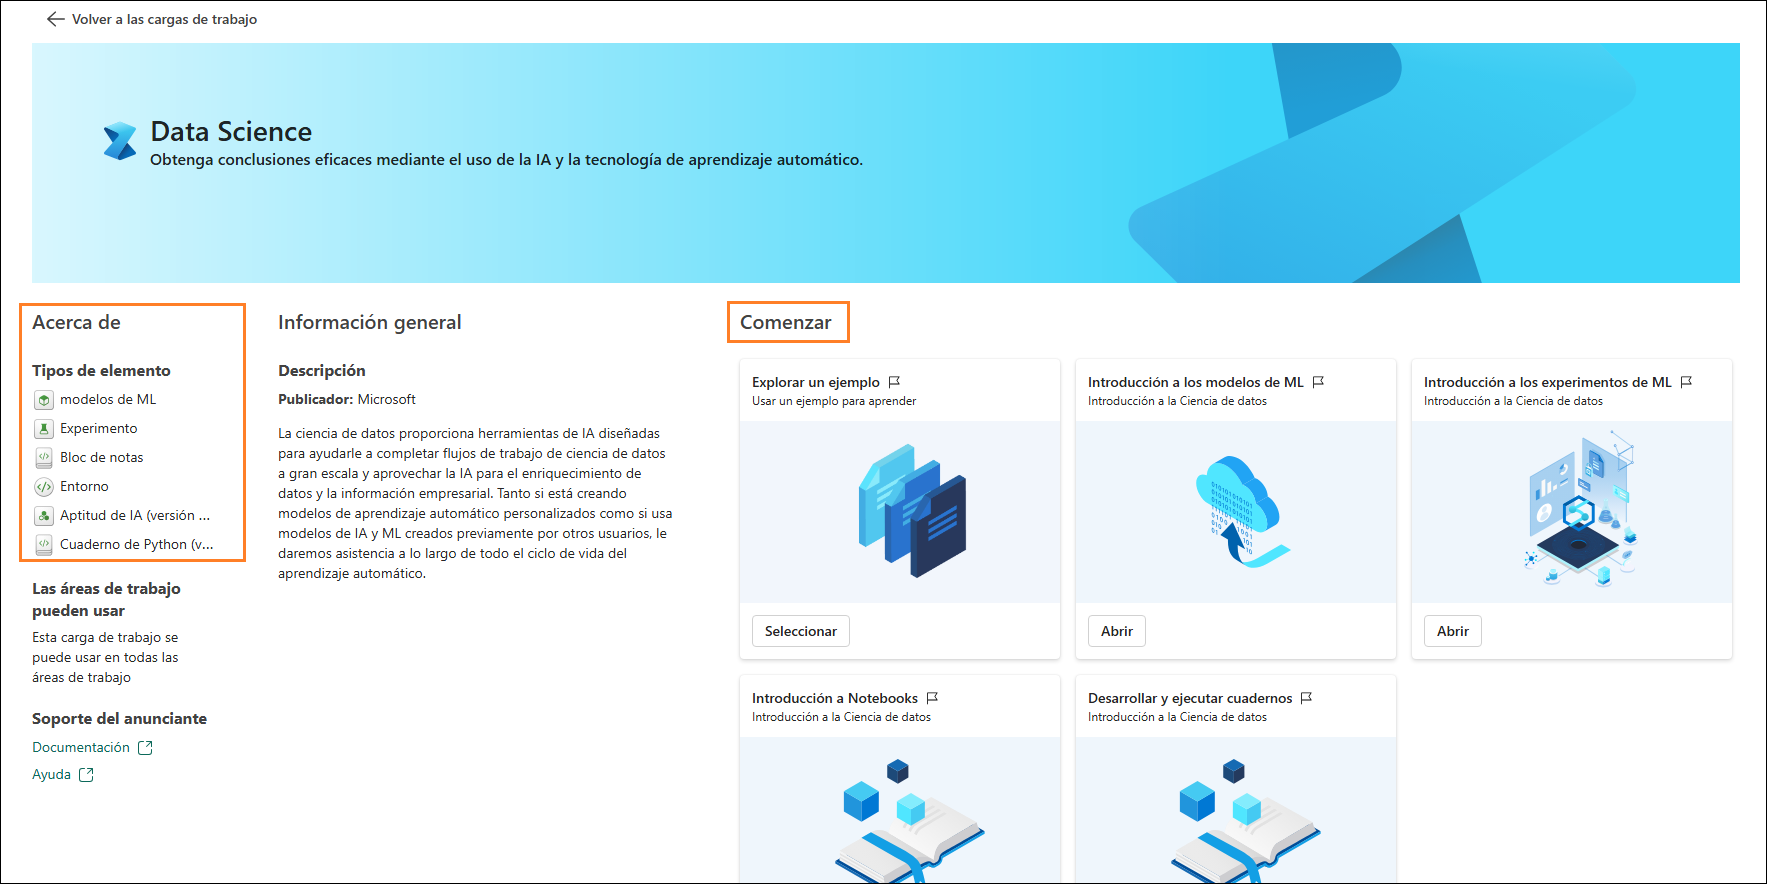 Volver a las cargas de trabajo
Data Science
Obtenga conclusiones eficaces mediante el uso de la IA y la tecnología de aprendizaje automático.
Acerca de
Tipos de elemento
modelos de ML
Experimento
Bloc de notas
Entorno
Aptitud de IA (versión ...
Cuaderno de Python (v...
Las áreas de trabajo
pueden usar
Esta carga de trabajo se
puede usar en todas las
áreas de trabajo
Soporte del anunciante
Documentación
Ayuda
Información general
Descripción
Publicador: Microsoft
La ciencia de datos proporciona herramientas de IA diseñadas
para ayudarle a completar flujos de trabajo de ciencia de datos
a gran escala y aprovechar la IA para el enriquecimiento de
datos y la información empresarial. Tanto si está creando
modelos de aprendizaje automático personalizados como si usa
modelos de IA y ML creados previamente por otros usuarios, le
daremos asistencia a lo largo de todo el ciclo de vida del
aprendizaje automático.
Comenzar
Explorar un ejemplo
Usar un ejemplo para aprender
Seleccionar
Introducción a los modelos de ML
Introducción a la Ciencia de datos
Abrir
Introducción a los experimentos de ML
Introducción a la Ciencia de datos
Abrir
Introducción a Notebooks
Introducción a la Ciencia de datos
Desarrollar y ejecutar cuadernos
Introducción a la Ciencia de datos